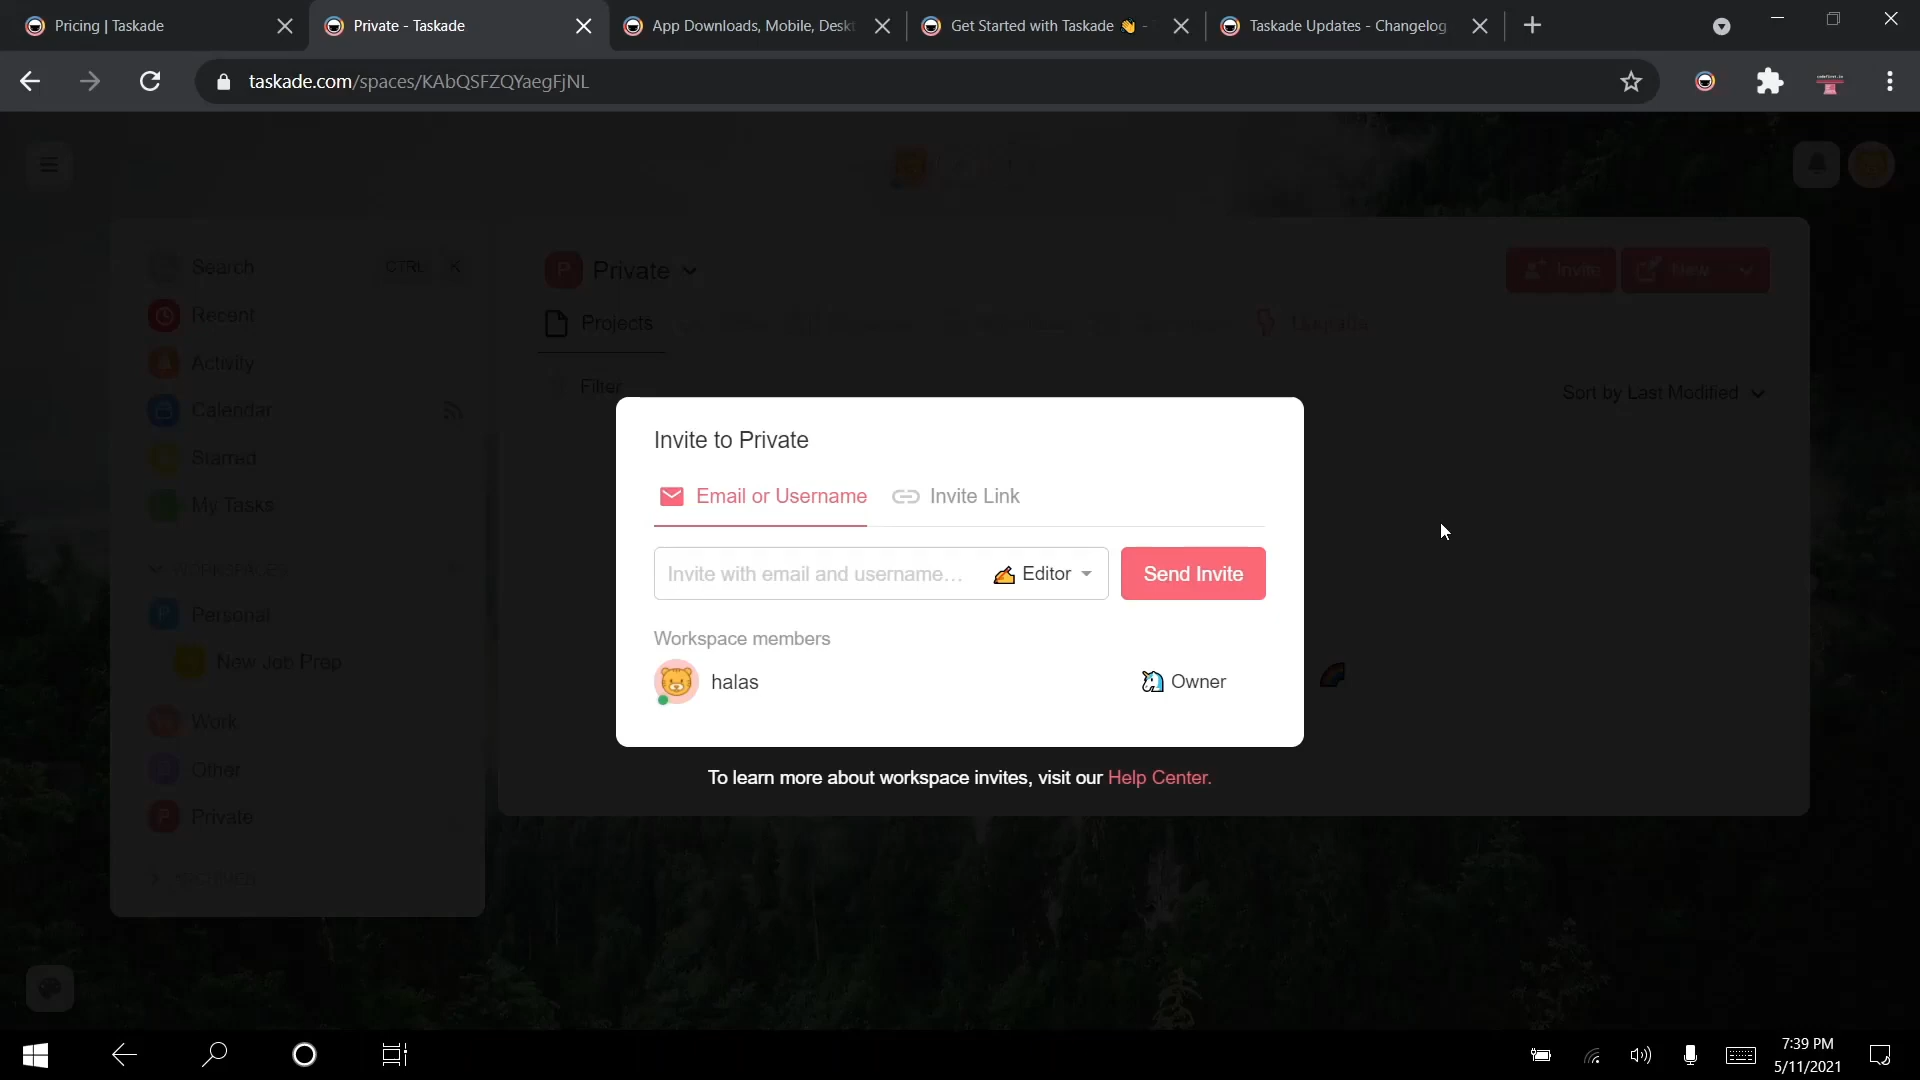 Pricing | Taskade
Private - Taskade
App Downloads, Mobile, Deskt
Get Started with Taskade 👋 -
Taskade Updates - Changelog
taskade.com/spaces/KAbQSFZQYaegFjNL
Search
CTRL K
Recent
Activity
Calendar
Starred
My Tasks
WORKSPACES
P Personal
New Job Prep
Work
Other
P Private
P Private
Invite
New
Projects
Filter
Sort by Last Modified
Invite to Private
Email or Username
Invite Link
Invite with email and username...
Editor
Send Invite
Workspace members
halas
Owner
To learn more about workspace invites, visit our Help Center.
7:39 PM
5/11/2021